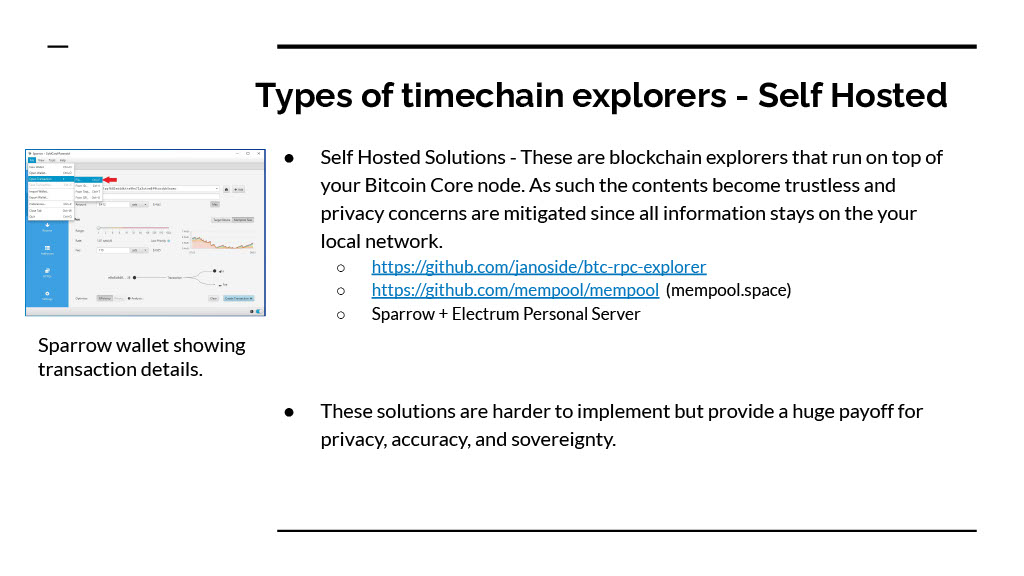 Types of timechain explorers - Self Hosted
● Self Hosted Solutions - These are blockchain explorers that run on top of
your Bitcoin Core node. As such the contents become trustless and
privacy concerns are mitigated since all information stays on the your
local network.
○ https://github.com/janoside/btc-rpc-explorer
○ https://github.com/mempool/mempool (mempool.space)
○ Sparrow + Electrum Personal Server
Sparrow wallet showing
transaction details.
● These solutions are harder to implement but provide a huge payoff for
privacy, accuracy, and sovereignty.